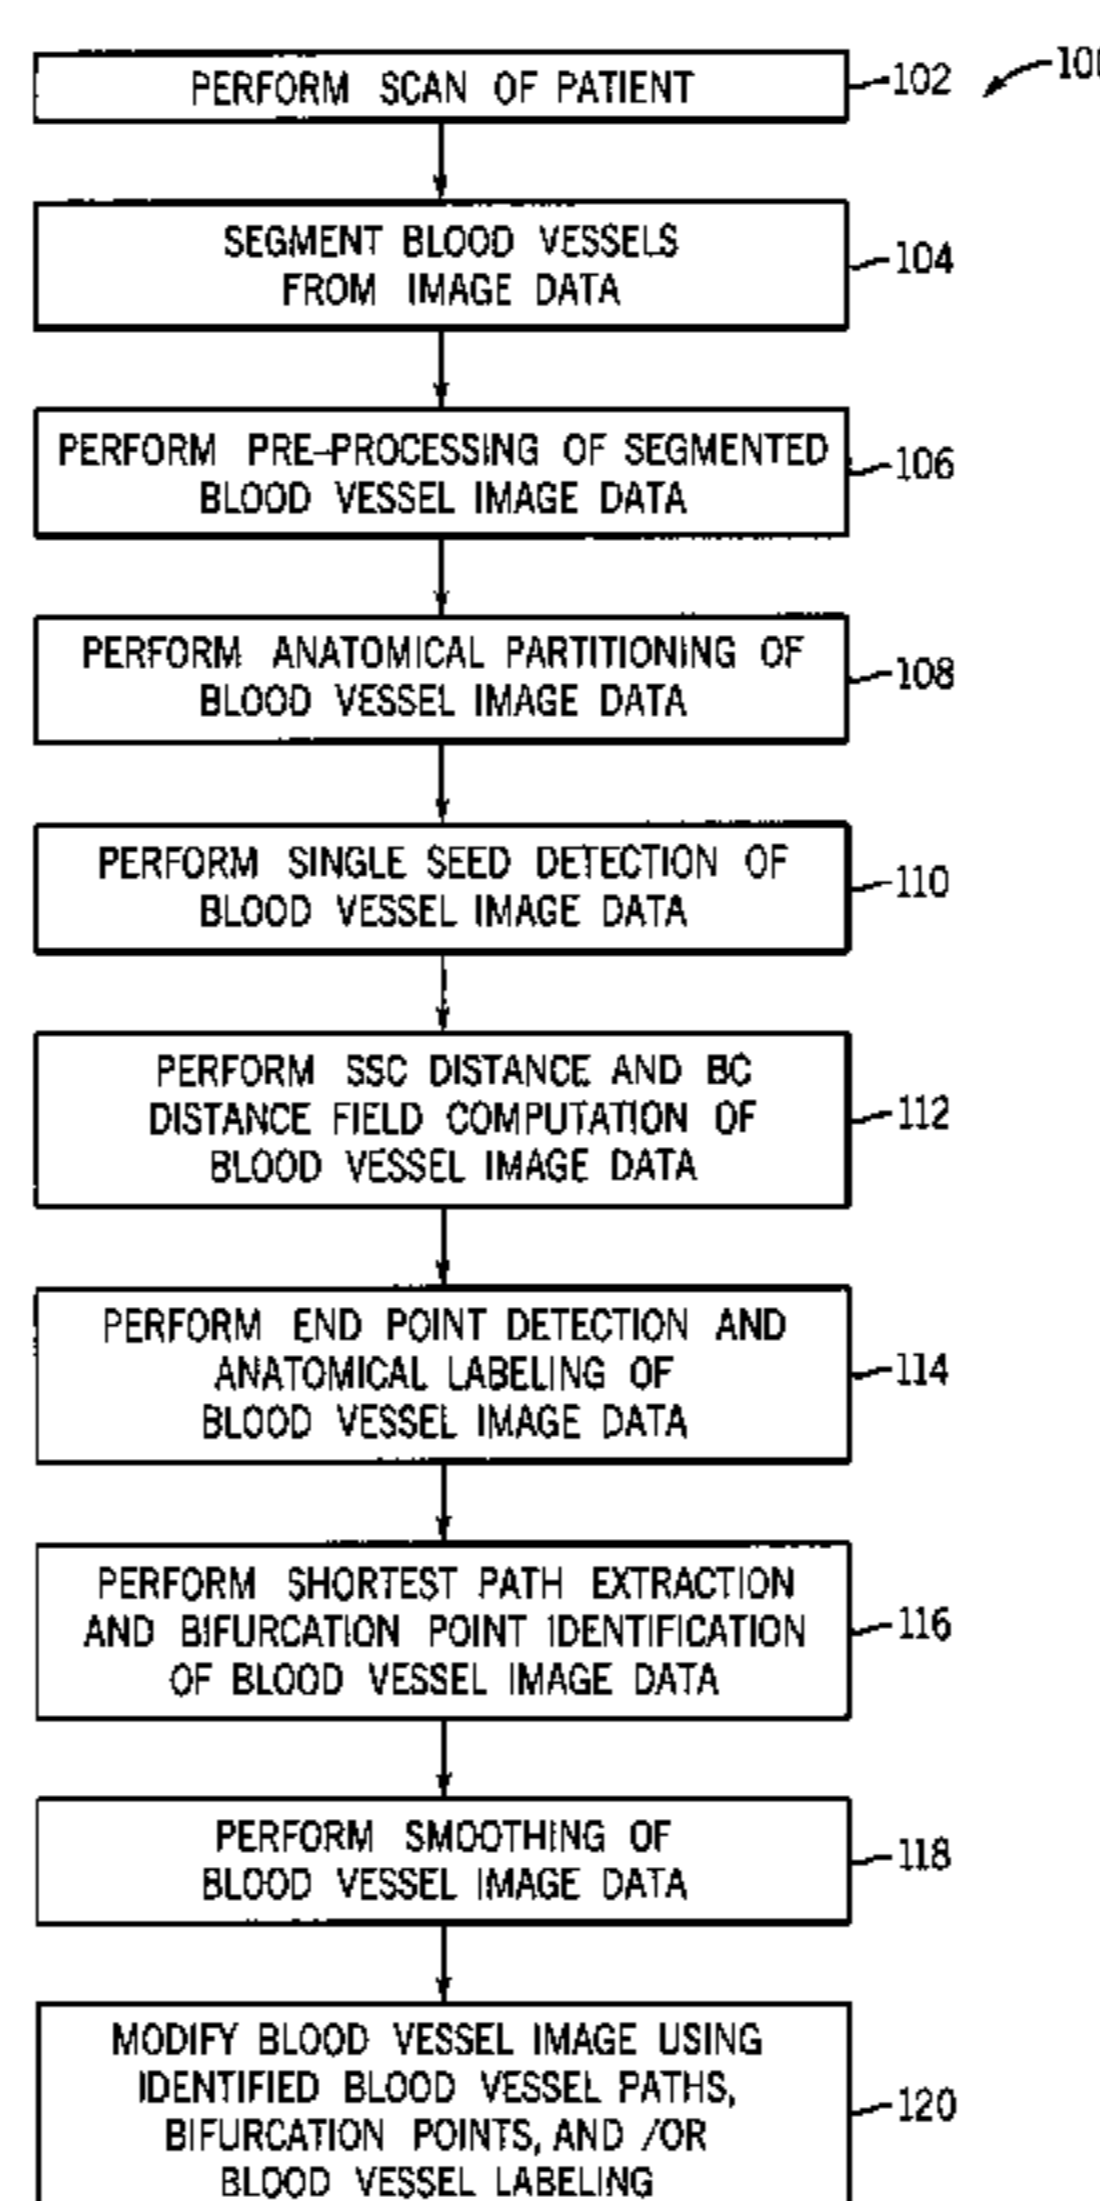 PERFORM SCAN OF PATIENT
102
100
SEGMENT BLOOD VESSELS
FROM IMAGE DATA
104
PERFORM PRE-PROCESSING OF SEGMENTED
BLOOD VESSEL IMAGE DATA
106
PERFORM ANATOMICAL PARTITIONING OF
BLOOD VESSEL IMAGE DATA
108
PERFORM SINGLE SEED DETECTION OF
BLOOD VESSEL IMAGE DATA
110
PERFORM SSC DISTANCE AND BC
DISTANCE FIELD COMPUTATION OF
BLOOD VESSEL IMAGE DATA
112
PERFORM END POINT DETECTION AND
ANATOMICAL LABELING OF
BLOOD VESSEL IMAGE DATA
114
PERFORM SHORTEST PATH EXTRACTION
AND BIFURCATION POINT IDENTIFICATION
OF BLOOD VESSEL IMAGE DATA
116
PERFORM SMOOTHING OF
BLOOD VESSEL IMAGE DATA
118
MODIFY BLOOD VESSEL IMAGE USING
IDENTIFIED BLOOD VESSEL PATHS,
BIFURCATION POINTS, AND /OR
BLOOD VESSEL LABELING
120